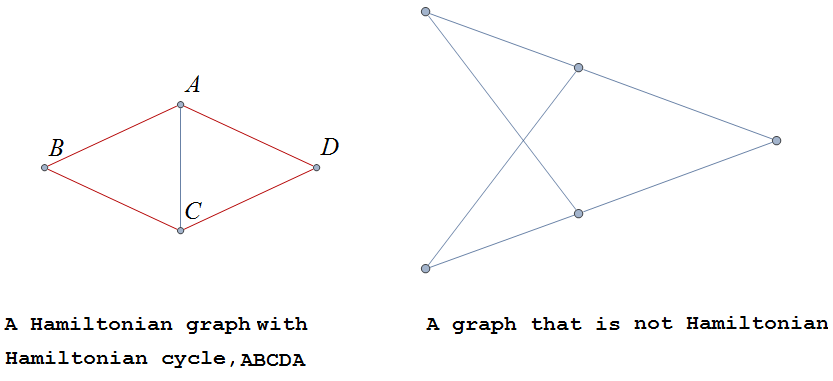 A
B
D
C
A Hamiltonian graph with
Hamiltonian cycle,ABCDA
A graph that is not Hamiltonian